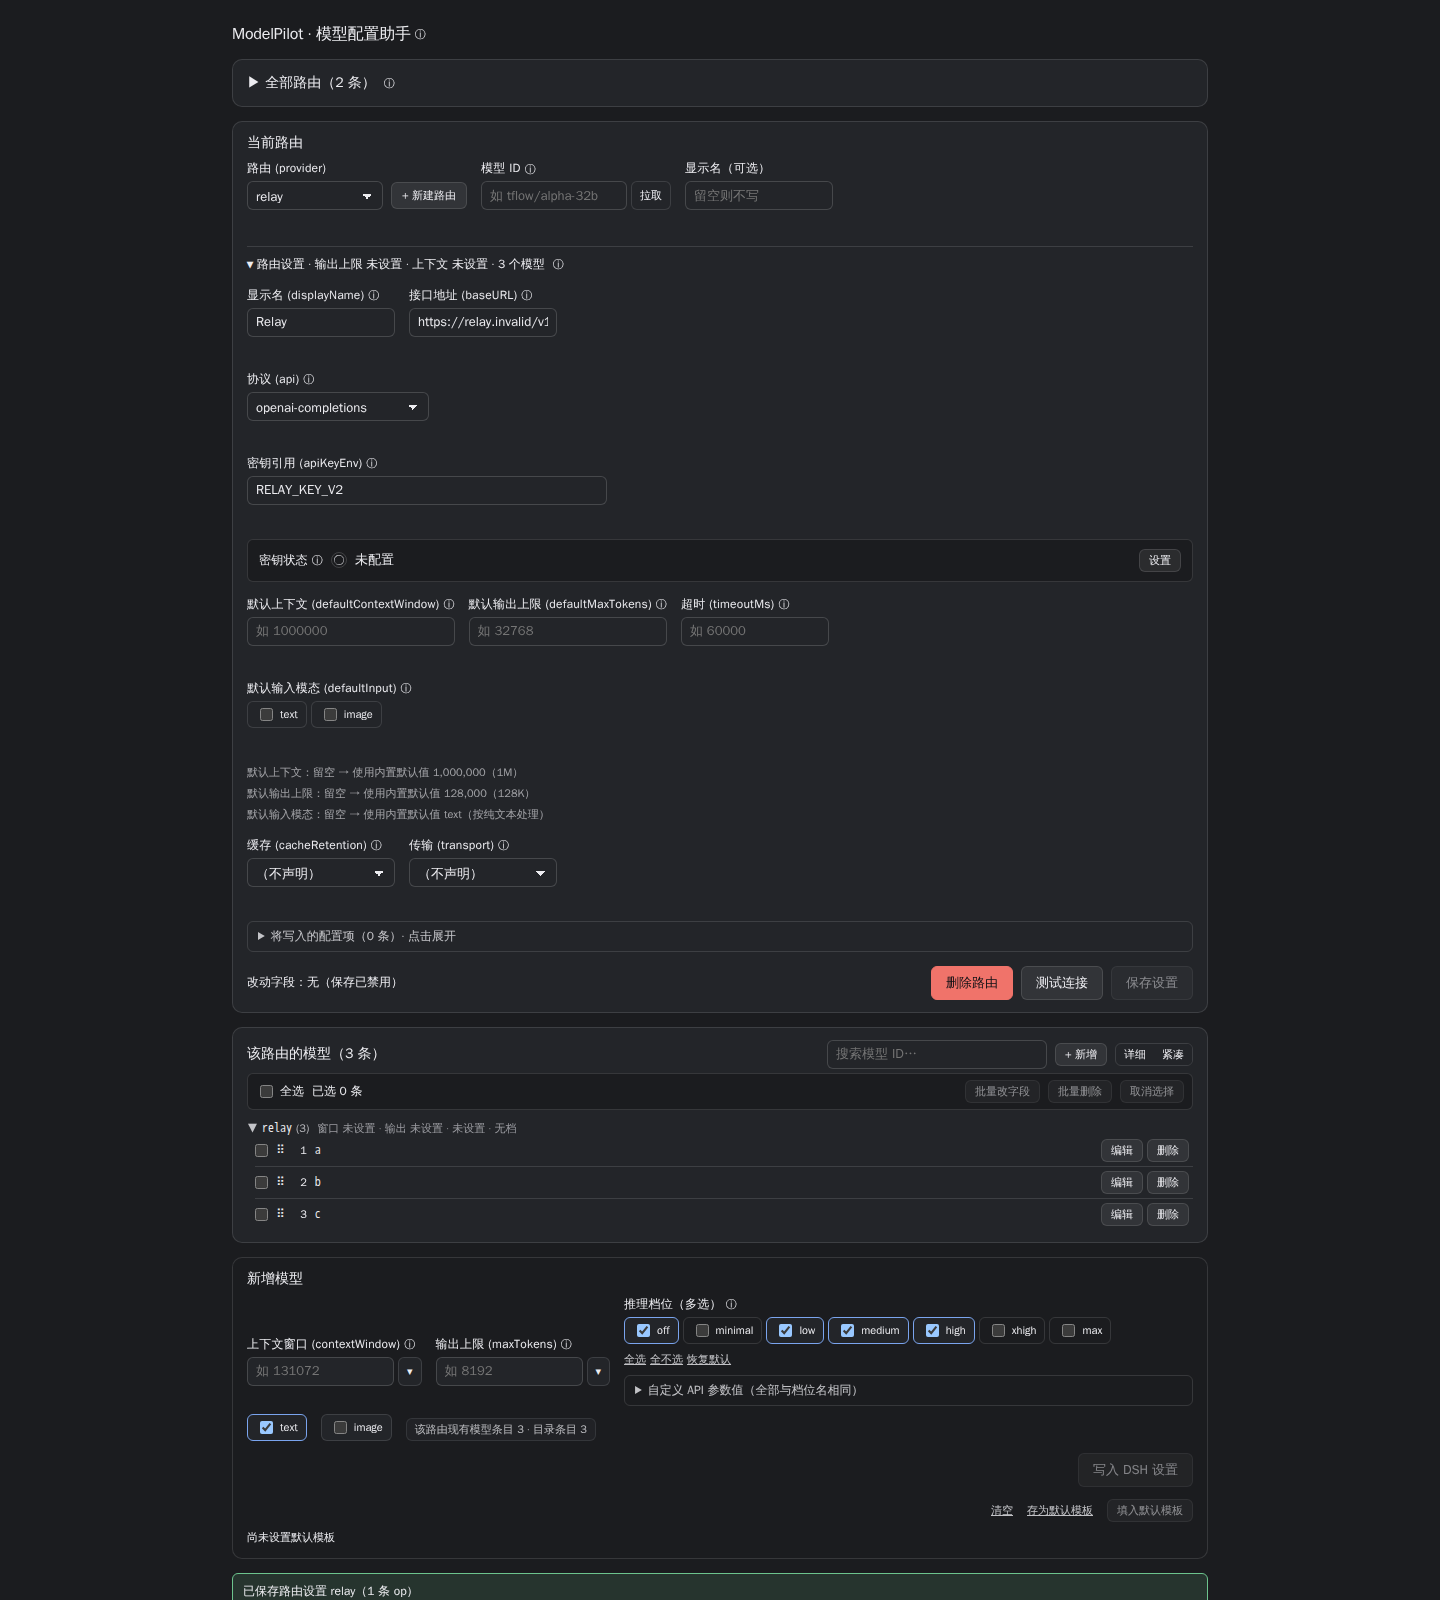 ModelPilot · 模型配置助手 ⓘ
▶ 全部路由（2 条） ⓘ
当前路由
路由 (provider) 模型 ID ⓘ 显示名（可选）
relay + 新建路由 如 tflow/alpha-32b 拉取 留空则不写
▼ 路由设置 · 输出上限 未设置 · 上下文 未设置 · 3 个模型 ⓘ
显示名 (displayName) ⓘ 接口地址 (baseURL) ⓘ
Relay https://relay.invalid/v1
协议 (api) ⓘ
openai-completions
密钥引用 (apiKeyEnv) ⓘ
RELAY_KEY_V2
密钥状态 ⓘ 未配置 设置
默认上下文 (defaultContextWindow) ⓘ 默认输出上限 (defaultMaxTokens) ⓘ 超时 (timeoutMs) ⓘ
如 1000000 如 32768 如 60000
默认输入模态 (defaultInput) ⓘ
text image
默认上下文：留空 → 使用内置默认值 1,000,000（1M）
默认输出上限：留空 → 使用内置默认值 128,000（128K）
默认输入模态：留空 → 使用内置默认值 text（按纯文本处理）
缓存 (cacheRetention) ⓘ 传输 (transport) ⓘ
（不声明） （不声明）
▶ 将写入的配置项（0 条）· 点击展开
改动字段：无（保存已禁用） 删除路由 测试连接 保存设置
该路由的模型（3 条） 搜索模型 ID… + 新增 详细 紧凑
全选 已选 0 条 批量改字段 批量删除 取消选择
▼ relay (3) 窗口 未设置 · 输出 未设置 · 未设置 · 无档
⠿ 1 a 编辑 删除
⠿ 2 b 编辑 删除
⠿ 3 c 编辑 删除
新增模型
推理档位（多选） ⓘ
off minimal low medium high xhigh max
上下文窗口 (contextWindow) ⓘ 输出上限 (maxTokens) ⓘ
全选 全不选 恢复默认
如 131072 ▼ 如 8192 ▼
▶ 自定义 API 参数值（全部与档位名相同）
text image 该路由现有模型条目 3 · 目录条目 3
写入 DSH 设置
清空 存为默认模板 填入默认模板
尚未设置默认模板
已保存路由设置 relay（1 条 op）